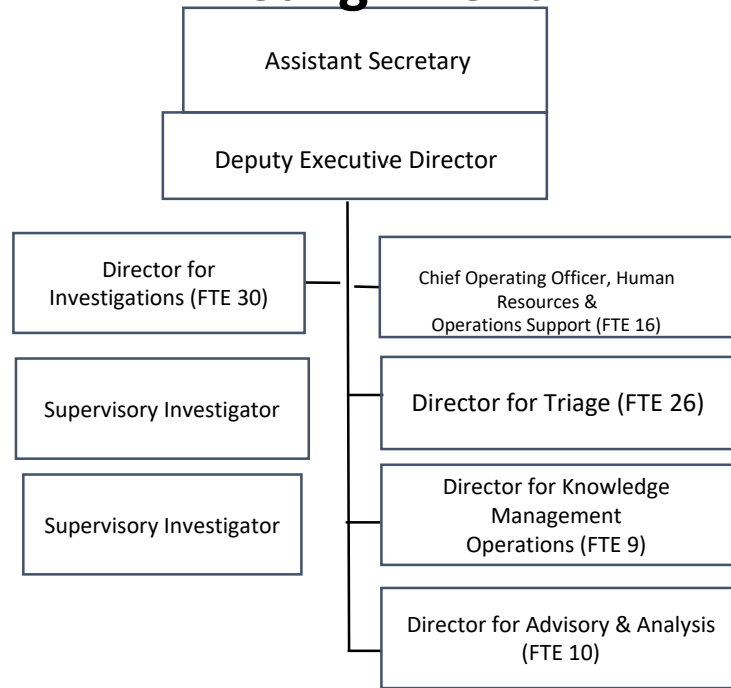 Assistant Secretary
Deputy Executive Director
Director for
Investigations (FTE 30)
Chief Operating Officer, Human
Resources &
Operations Support (FTE 16)
Supervisory Investigator
Director for Triage (FTE 26)
Supervisory Investigator
Director for Knowledge
Management
Operations (FTE 9)
Director for Advisory & Analysis
(FTE 10)